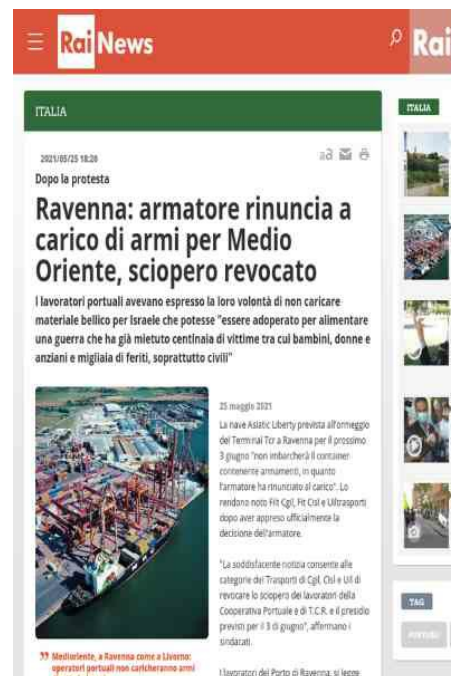 Rai News
Rai
ITALIA
ITALIA
2021/05/25 18:20
Dopo la protesta
Ravenna: armatore rinuncia a
carico di armi per Medio
Oriente, sciopero revocato
I lavoratori portuali avevano espresso la loro volontà di non caricare
materiale bellico per Israele che potesse "essere adoperato per alimentare
una guerra che ha già mietuto centinaia di vittime tra cui bambini, donne e
anziani e migliaia di feriti, soprattutto civili"
25 maggio 2021
La nave Asiatic Liberty prevista all'ormeggio
del Terminal Tcr a Ravenna per il prossimo
3 giugno "non imbarcherà il container
contenente armamenti, in quanto
l'armatore ha rinunciato al carico". Lo
rendono noto Filt Cgil, Fit Cisl e Uiltrasporti
dopo aver appreso ufficialmente la
decisione dell'armatore.
"La soddisfacente notizia consente alle
categorie dei Trasporti di Cgil, Cisl e Uil di
revocare lo sciopero dei lavoratori della
Cooperativa Portuale e di T.C.R. e il presidio
previsti per il 3 di giugno", affermano i
sindacati.
Medioriente, a Ravenna come a Livorno:
operatori portuali non caricheranno armi
I lavoratori del Porto di Ravenna, si legge
TAG